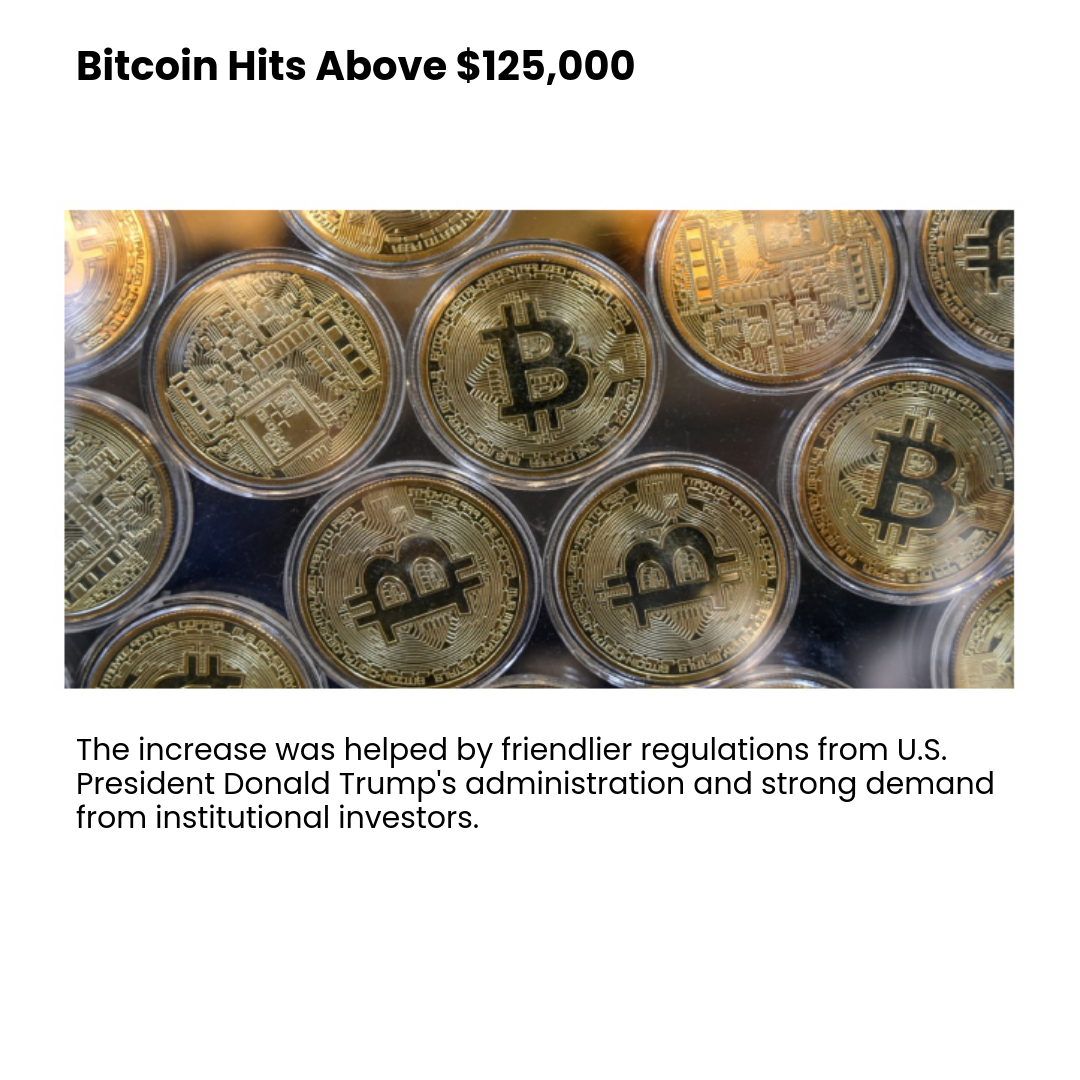 Bitcoin Hits Above $125,000
The increase was helped by friendlier regulations from U.S.
President Donald Trump's administration and strong demand
from institutional investors.